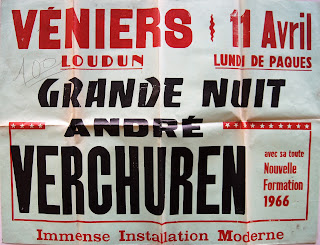 VÉNIERS 11 Avril
100
LOUDUN LUNDI DE PAQUES
GRANDE NUIT
ANDRÉ
VERCHUREN
avec sa toute
Nouvelle
Formation
1966
Immense Installation Moderne